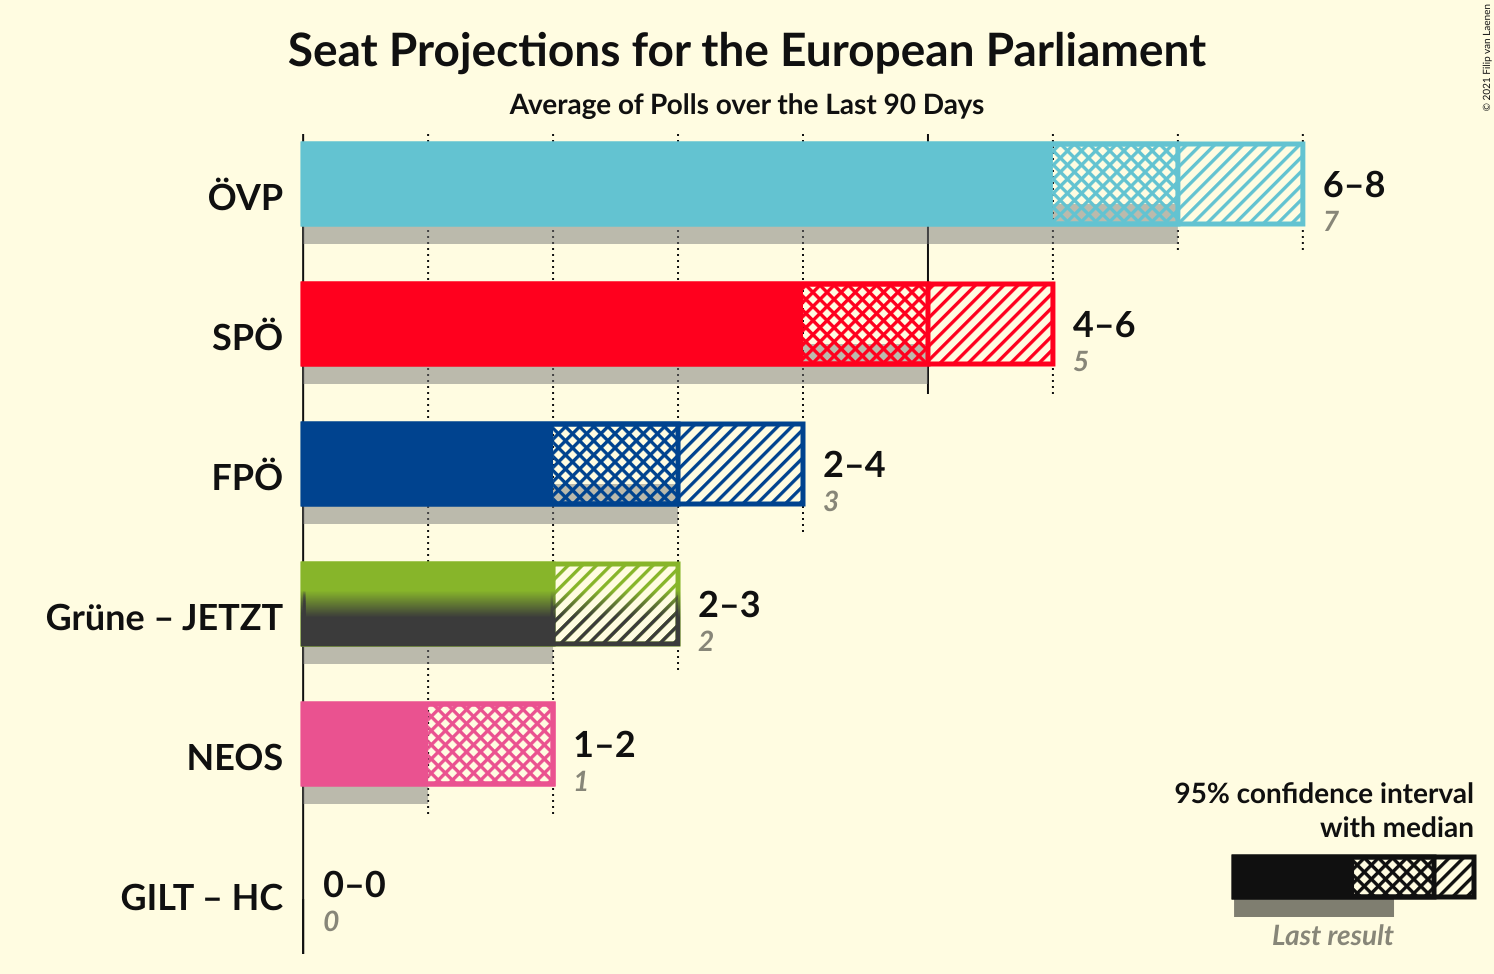 Seat Projections for the European Parliament
Average of Polls over the Last 90 Days
© 2021 Filip van Laenen
ÖVP
6–8
7
SPÖ
4–6
5
FPÖ
2–4
3
Grüne – JETZT
2–3
2
NEOS
1–2
1
GILT – HC
0–0
0
95% confidence interval
with median
Last result